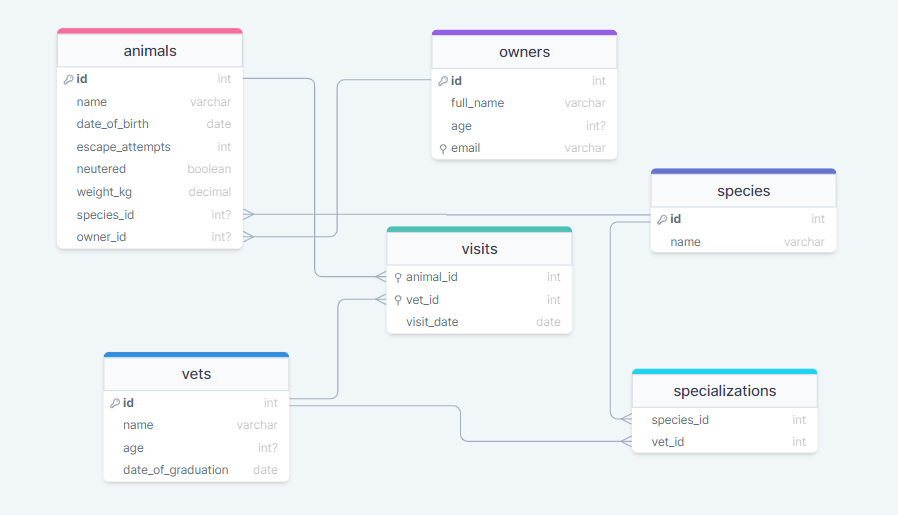 animals
id int
name varchar
date_of_birth date
escape_attempts int
neutered boolean
weight_kg decimal
species_id int?
owner_id int?
owners
id int
full_name varchar
age int?
email varchar
species
id int
name varchar
visits
animal_id int
vet_id int
visit_date date
vets
id int
name varchar
age int?
date_of_graduation date
specializations
species_id int
vet_id int